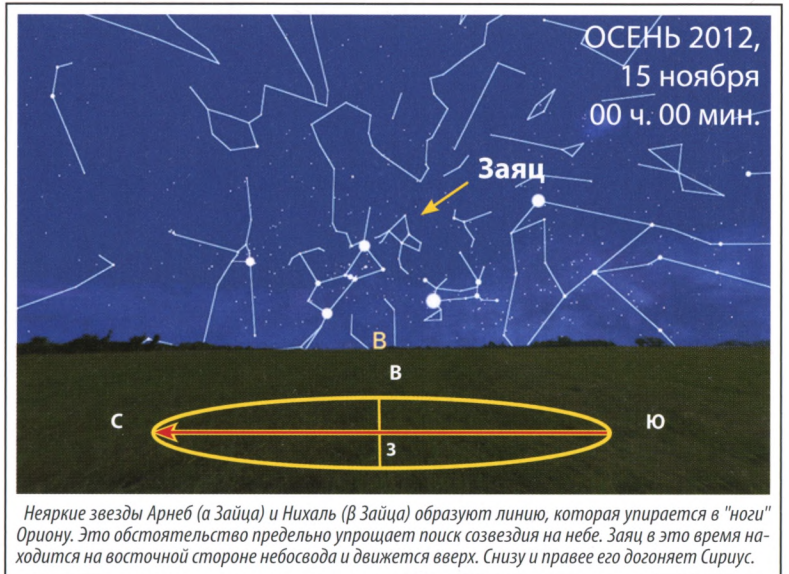 ОСЕНЬ 2012,
15 ноября
00 ч. 00 мин.
Заяц
В
В
С
Ю
З
Неяркие звезды Арнеб (α Зайца) и Нихаль (β Зайца) образуют линию, которая упирается в "ноги"
Ориону. Это обстоятельство предельно упрощает поиск созвездия на небе. Заяц в это время на-
ходится на восточной стороне небосвода и движется вверх. Снизу и правее его догоняет Сириус.